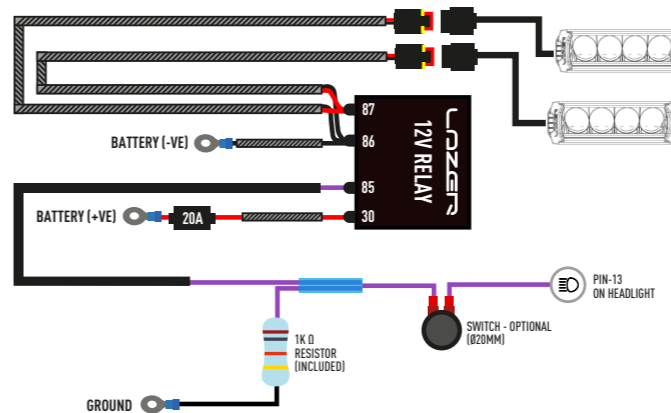 87
BATTERY (-VE)
86
85
BATTERY (+VE)
20A
30
LAZER
12V RELAY
PIN-13
ON HEADLIGHT
SWITCH - OPTIONAL
(Ø20MM)
1K Ω
RESISTOR
(INCLUDED)
GROUND